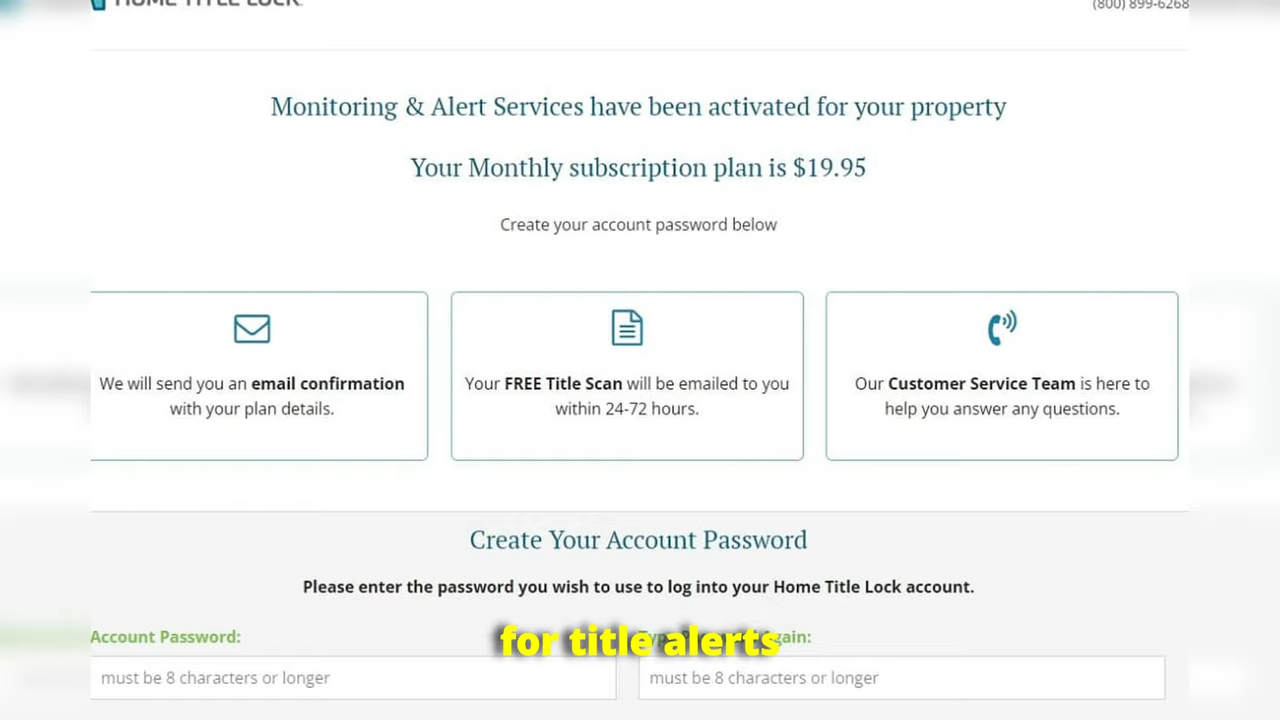 HOME TITLE LOCK
(800) 899-6268
Monitoring & Alert Services have been activated for your property
Your Monthly subscription plan is $19.95
Create your account password below
We will send you an email confirmation
with your plan details.
Your FREE Title Scan will be emailed to you
within 24-72 hours.
Our Customer Service Team is here to
help you answer any questions.
Create Your Account Password
Please enter the password you wish to use to log into your Home Title Lock account.
Account Password:
Again:
for title alerts
must be 8 characters or longer
must be 8 characters or longer